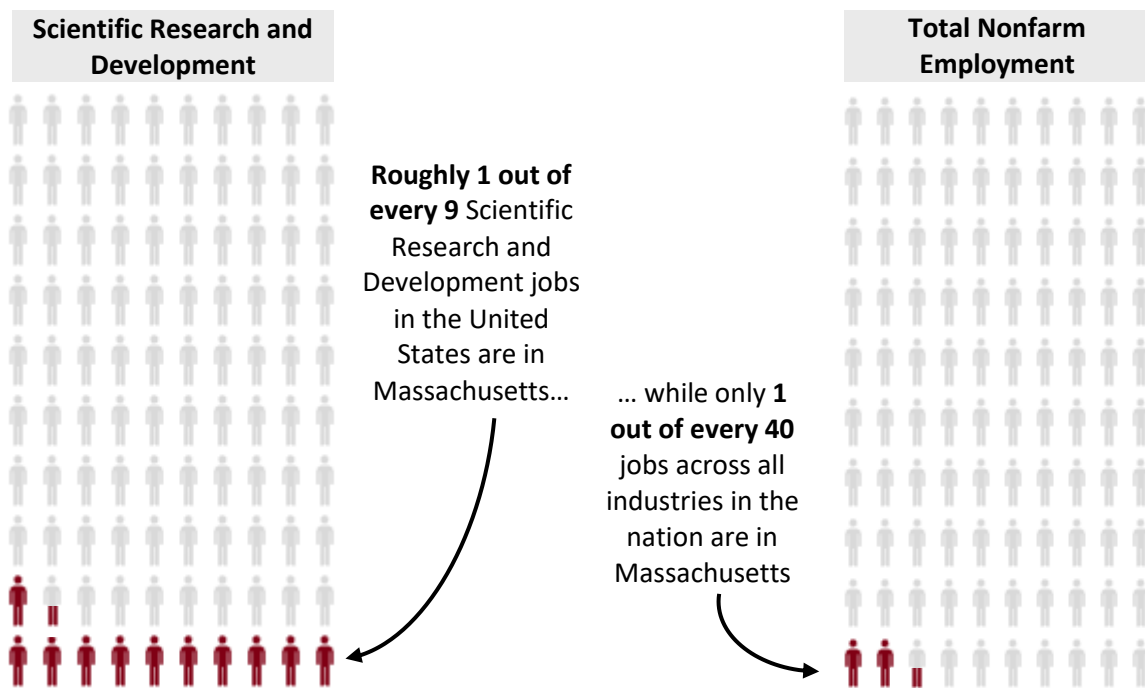 Scientific Research and
Development
Total Nonfarm
Employment
Roughly 1 out of
every 9 Scientific
Research and
Development jobs
in the United
States are in
Massachusetts…
… while only 1
out of every 40
jobs across all
industries in the
nation are in
Massachusetts